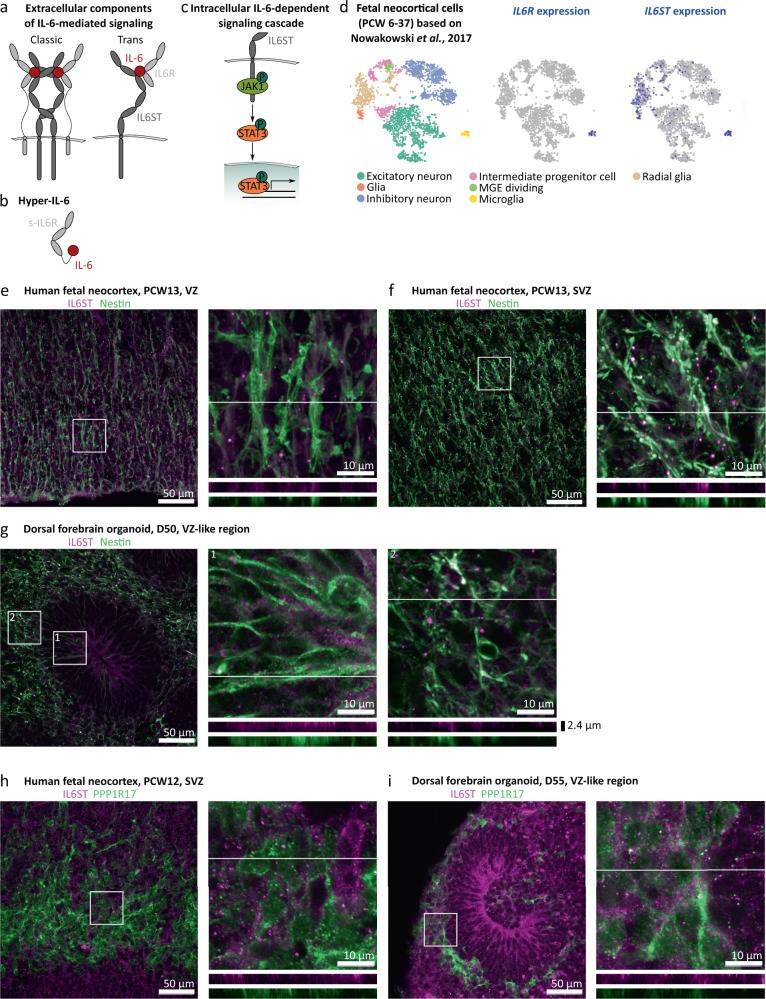 a
Extracellular components
of IL-6-mediated signaling
Classic
Trans
IL-6
IL6R
IL6ST
b
Hyper-IL-6
s-IL6R
IL-6
c Intracellular IL-6-dependent
signaling cascade
IL6ST
P
JAK1
P
STAT3
P
STAT3
d Fetal neocortical cells
(PCW 6-37) based on
Nowakowski et al., 2017
IL6R expression
IL6ST expression
Excitatory neuron
Glia
Inhibitory neuron
Intermediate progenitor cell
MGE dividing
Microglia
Radial glia
e Human fetal neocortex, PCW13, VZ
IL6ST Nestin
50 µm
10 µm
f Human fetal neocortex, PCW13, SVZ
IL6ST Nestin
50 µm
10 µm
g Dorsal forebrain organoid, D50, VZ-like region
IL6ST Nestin
2
1
50 µm
1
10 µm
2
10 µm
2.4 µm
h Human fetal neocortex, PCW12, SVZ
IL6ST PPP1R17
50 µm
10 µm
i Dorsal forebrain organoid, D55, VZ-like region
IL6ST PPP1R17
50 µm
10 µm